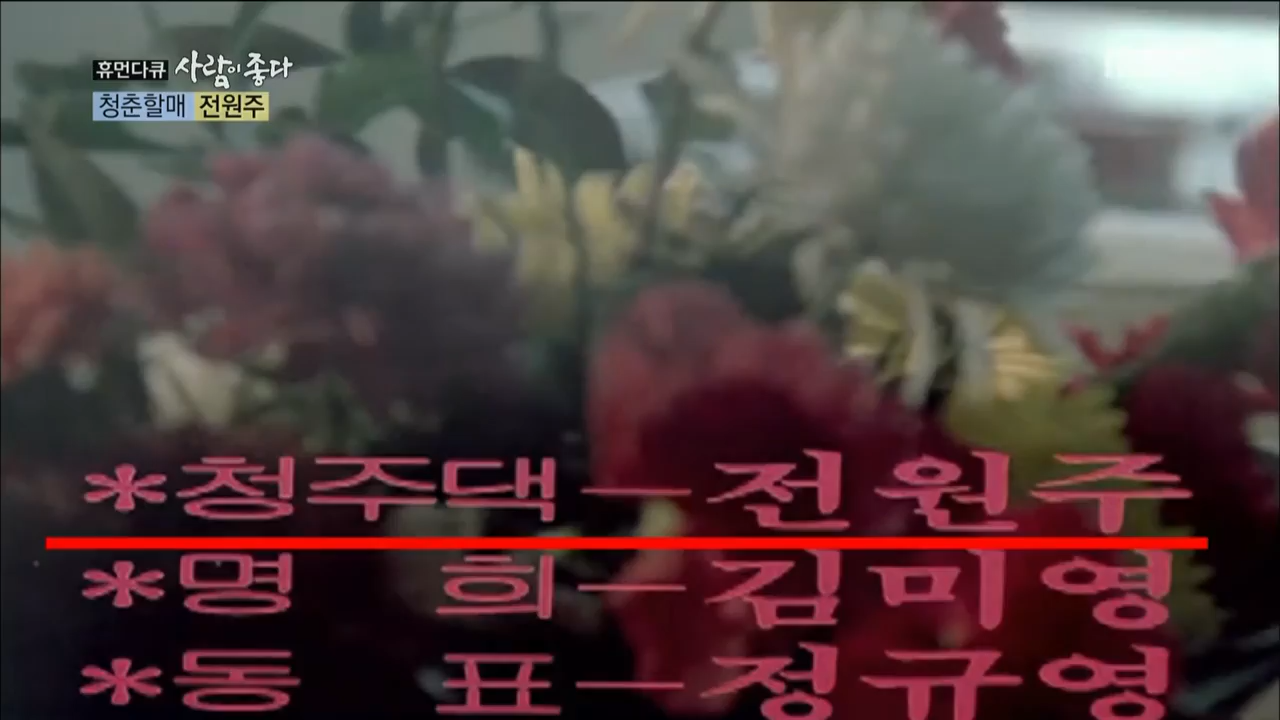 휴먼다큐 사람이 좋다
청춘할매 전원주
*청주댁-전원주
*명 희-김미영
*동 표-정규영